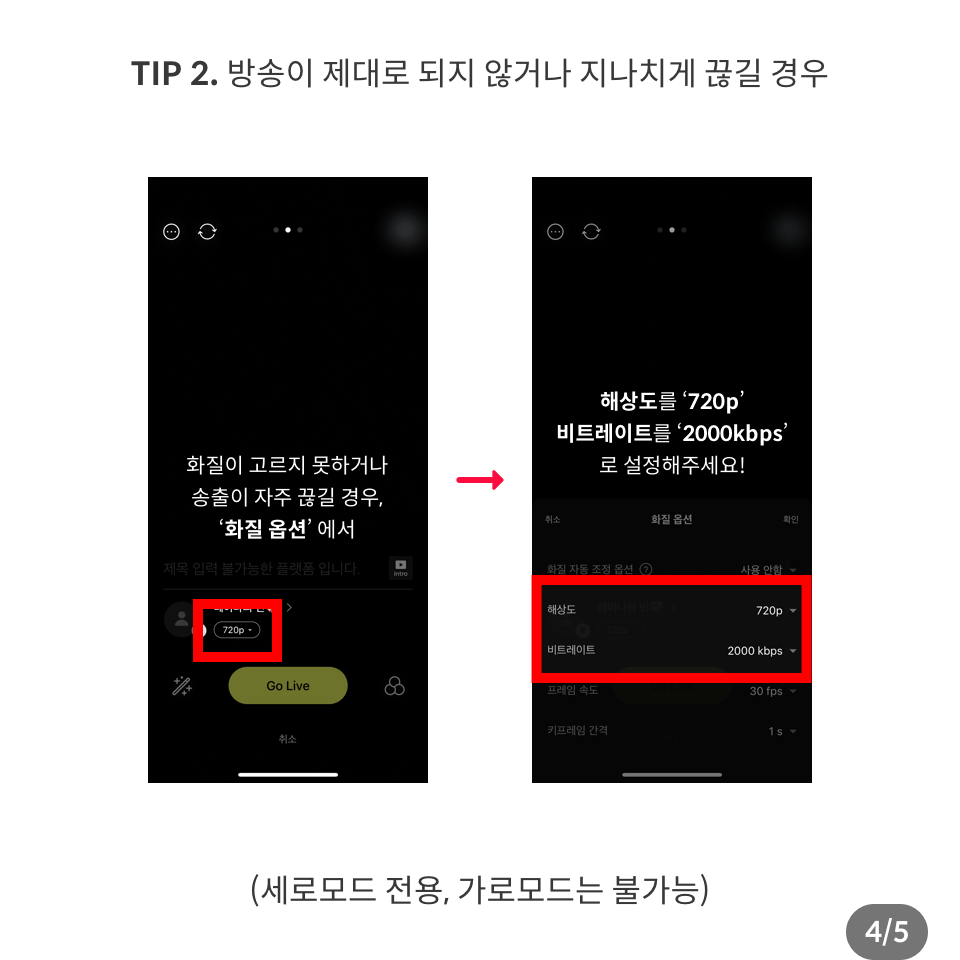 TIP 2. 방송이 제대로 되지 않거나 지나치게 끊길 경우
화질이 고르지 못하거나
송출이 자주 끊길 경우,
‘화질 옵션’ 에서
제목 입력 불가능한 플랫폼 입니다.
Intro
720p
Go Live
취소
해상도를 ‘720p’
비트레이트를 ‘2000kbps’
로 설정해주세요!
취소 화질 옵션 확인
화질 자동 조정 옵션 ? 사용 안함
해상도 720p
비트레이트 2000 kbps
프레임 속도 30 fps
키프레임 간격 1 s
(세로모드 전용, 가로모드는 불가능)
4/5